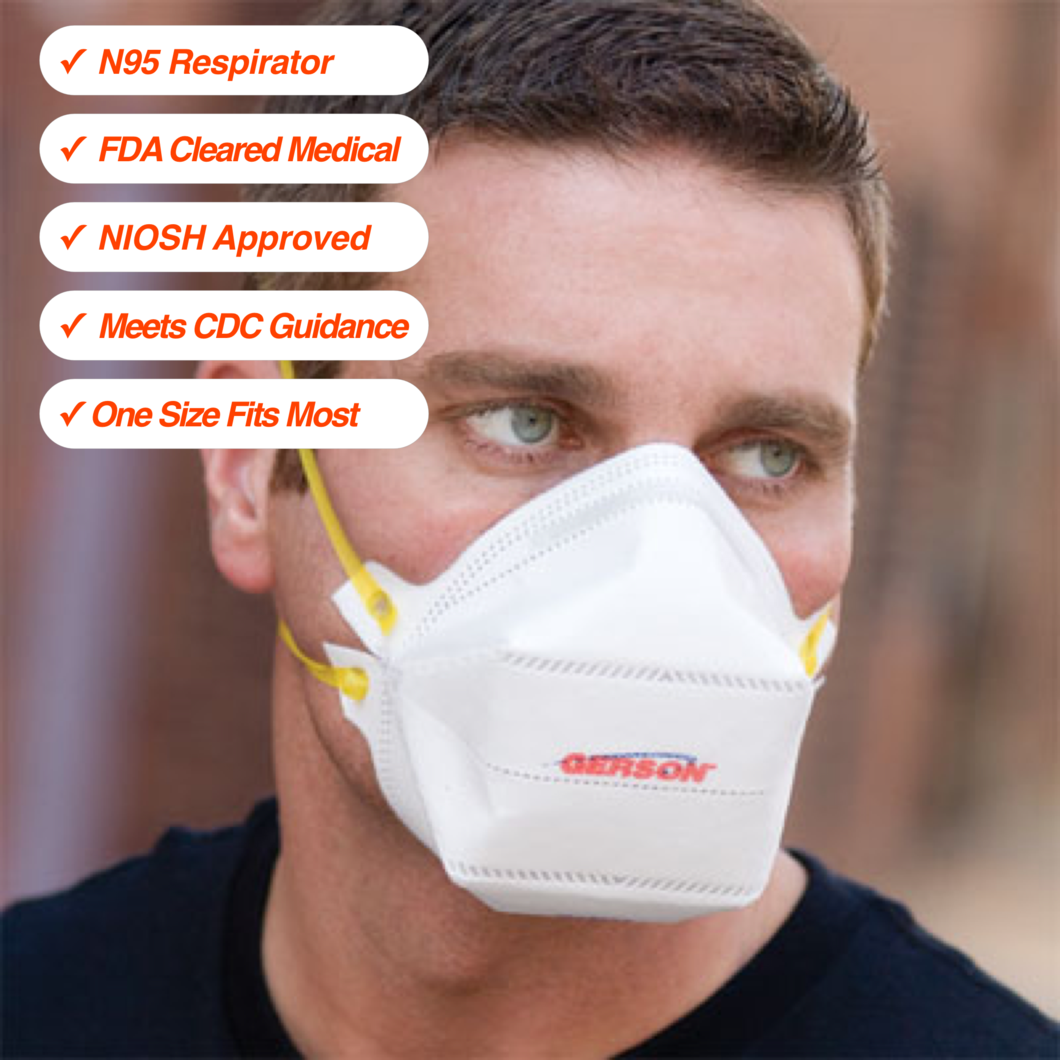 ✓ N95 Respirator
✓ FDA Cleared Medical
✓ NIOSH Approved
✓ Meets CDC Guidance
✓ One Size Fits Most
GERSON